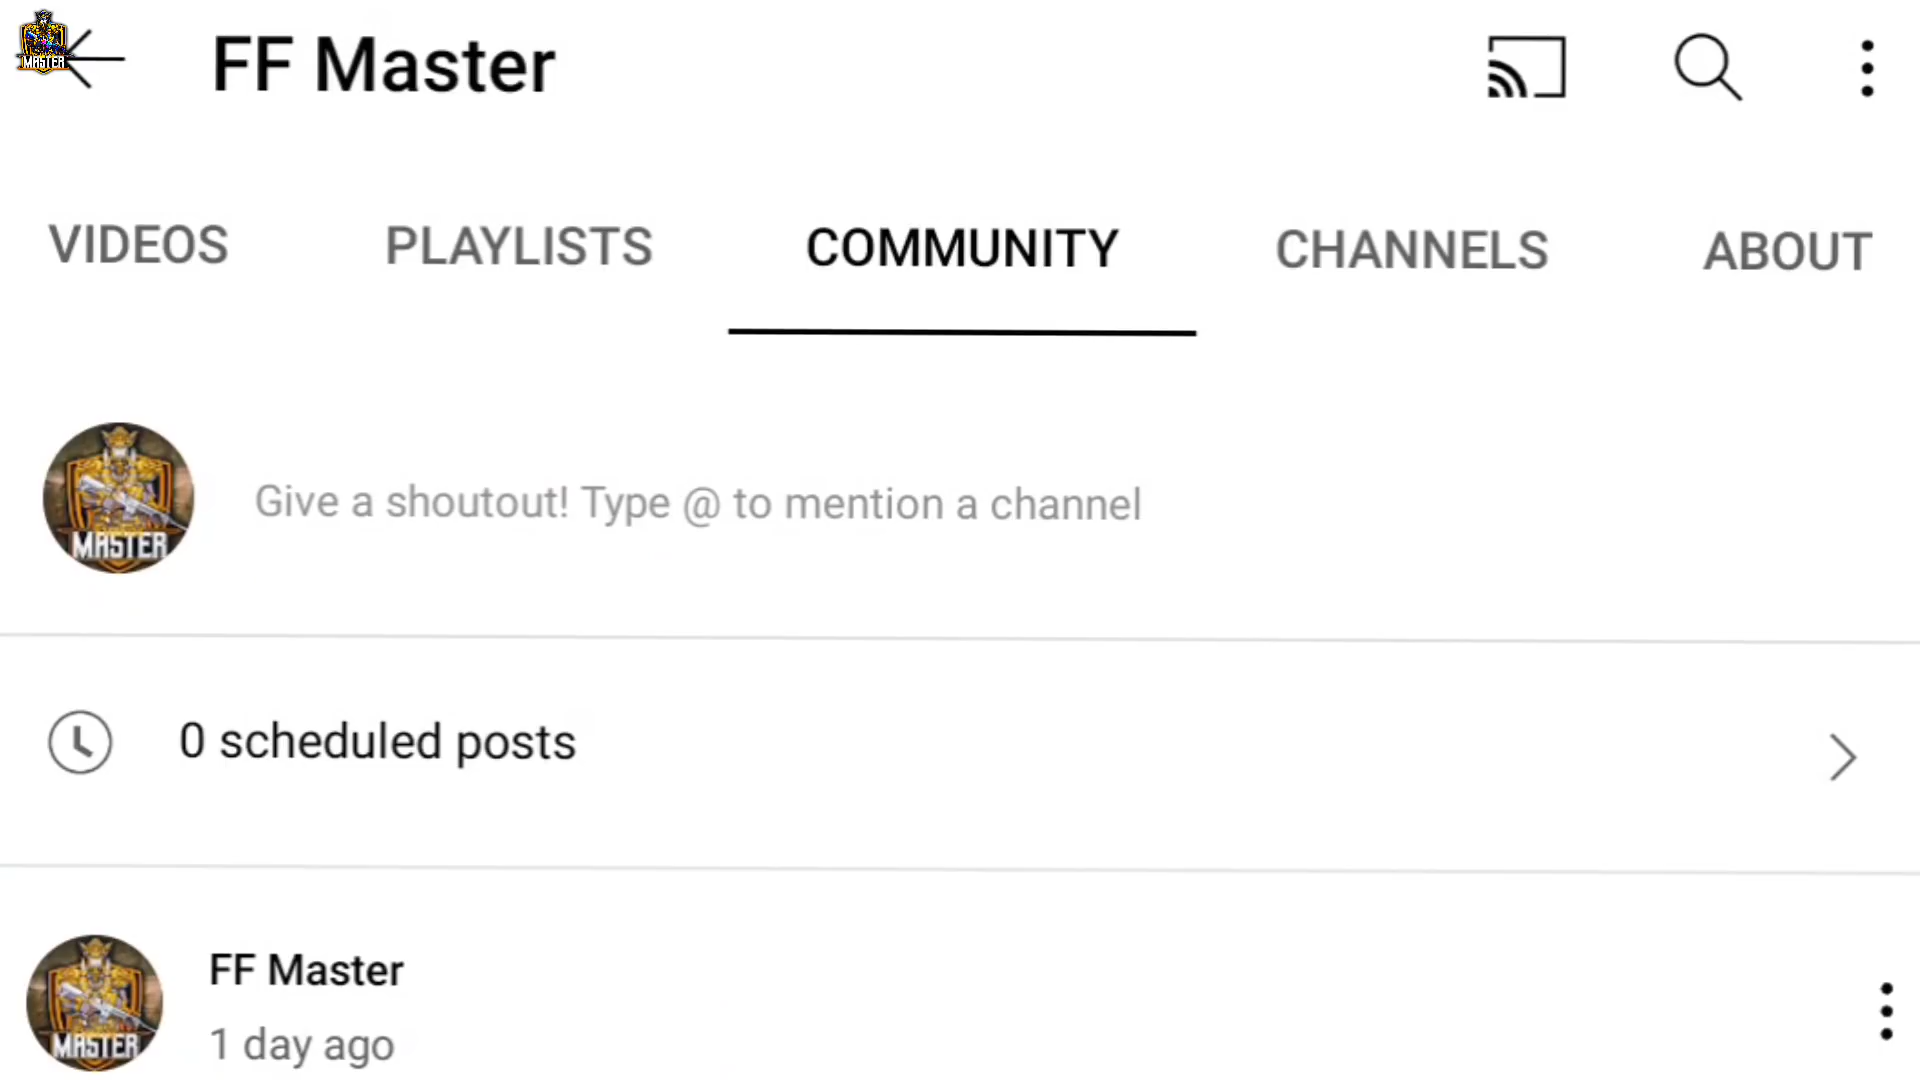 MASTER
FF Master
VIDEOS PLAYLISTS COMMUNITY CHANNELS ABOUT
Give a shoutout! Type @ to mention a channel
MASTER
0 scheduled posts
FF Master
1 day ago
MASTER